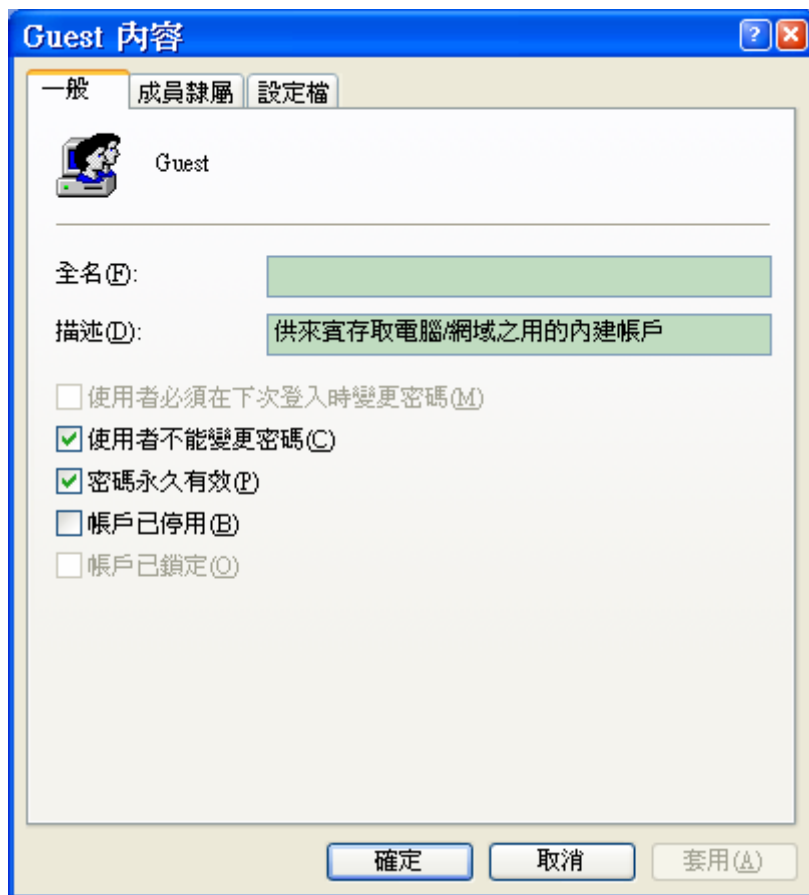 Guest 內容
一般 成員隸屬 設定檔
Guest
全名(F):
描述(D): 供來賓存取電腦/網域之用的內建帳戶
使用者必須在下次登入時變更密碼(M)
使用者不能變更密碼(C)
密碼永久有效(P)
帳戶已停用(B)
帳戶已鎖定(O)
確定 取消 套用(A)